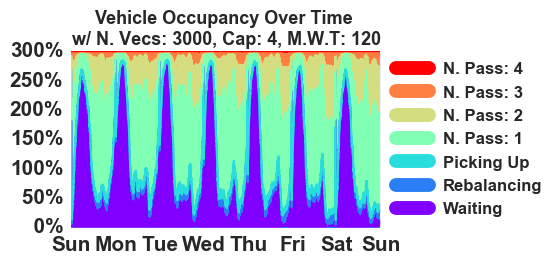 Vehicle Occupancy Over Time
w/ N. Vecs: 3000, Cap: 4, M.W.T: 120
300%
250%
200%
150%
100%
50%
0%
Sun Mon Tue Wed Thu Fri Sat Sun
N. Pass: 4
N. Pass: 3
N. Pass: 2
N. Pass: 1
Picking Up
Rebalancing
Waiting